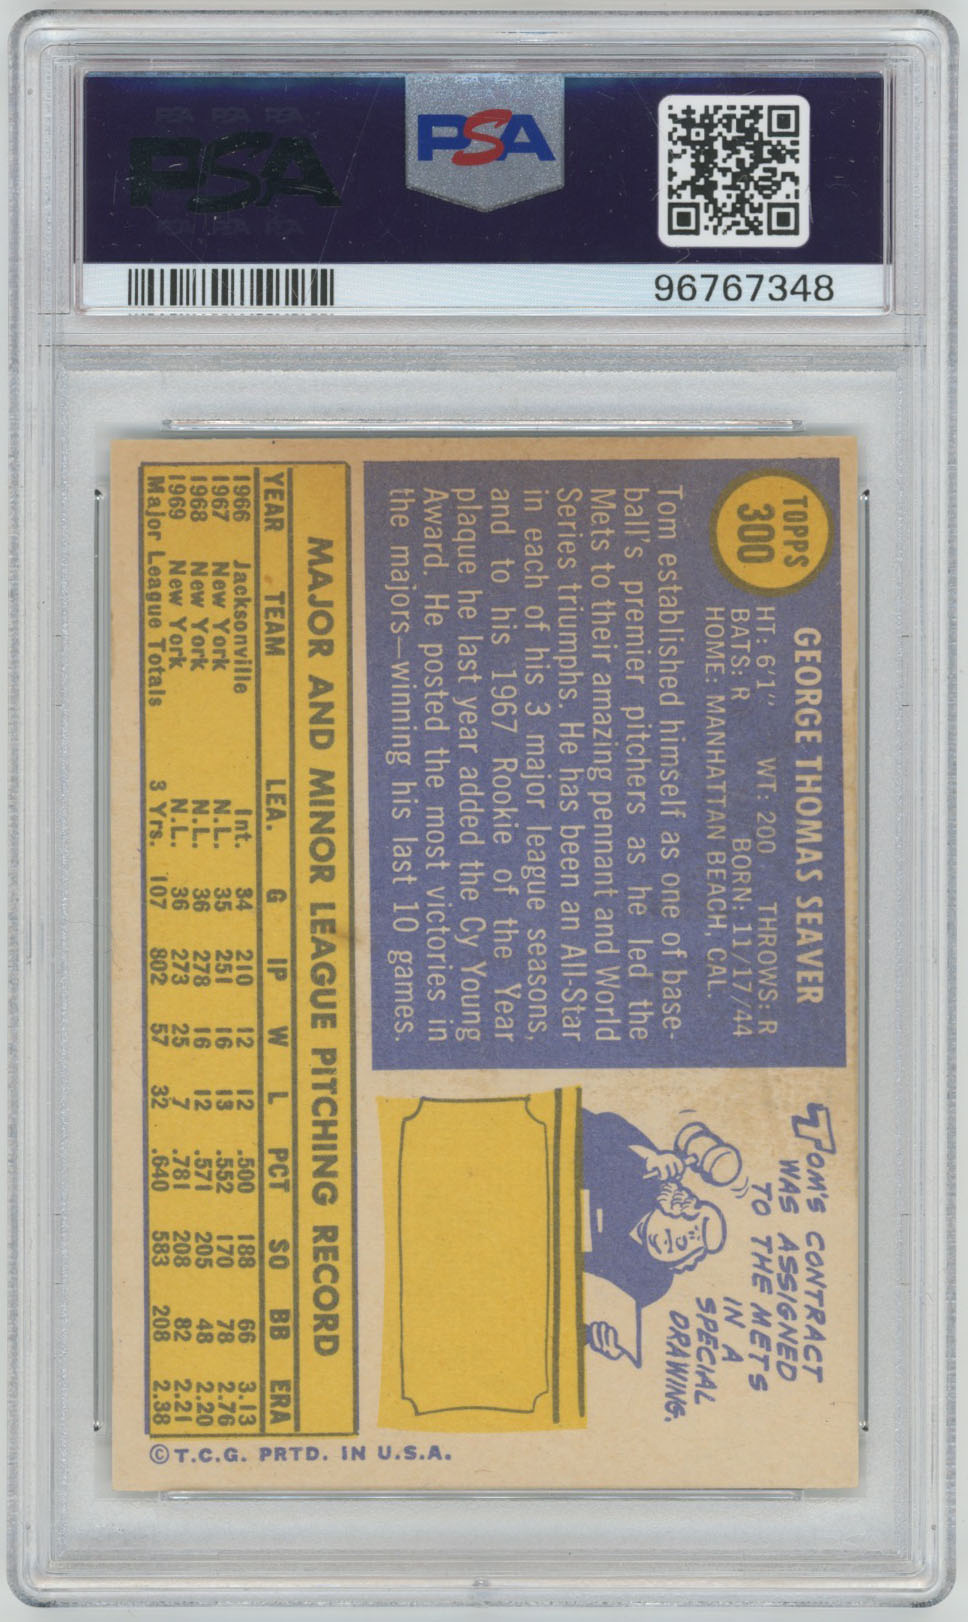 PSA PSA PSA
PSA
PSA PSA PSA
PSA
96767348
TOPPS
300
GEORGE THOMAS SEAVER
HT: 6'1" WT: 200 THROWS: R
BATS: R BORN: 11/17/44
HOME: MANHATTAN BEACH, CAL.
Tom established himself as one of base-
ball's premier pitchers as he led the
Mets to their amazing pennant and World
Series triumphs. He has been an All-Star
in each of his 3 major league seasons,
and to his 1967 Rookie of the Year
plaque he last year added the Cy Young
Award. He posted the most victories in
the majors—winning his last 10 games.
TOM'S CONTRACT
WAS ASSIGNED
TO THE METS
IN A
SPECIAL
DRAWING.
MAJOR AND MINOR LEAGUE PITCHING RECORD
YEAR TEAM LEA. G IP W L PCT SO BB ERA
1966 Jacksonville Int. 34 210 12 12 .500 188 66 3.13
1967 New York N.L. 35 251 16 13 .552 170 78 2.76
1968 New York N.L. 36 278 16 12 .571 205 48 2.20
1969 New York N.L. 36 273 25 7 .781 208 82 2.21
Major League Totals 3 Yrs. 107 802 57 32 .640 583 208 2.38
© T.C.G. PRTD. IN U.S.A.